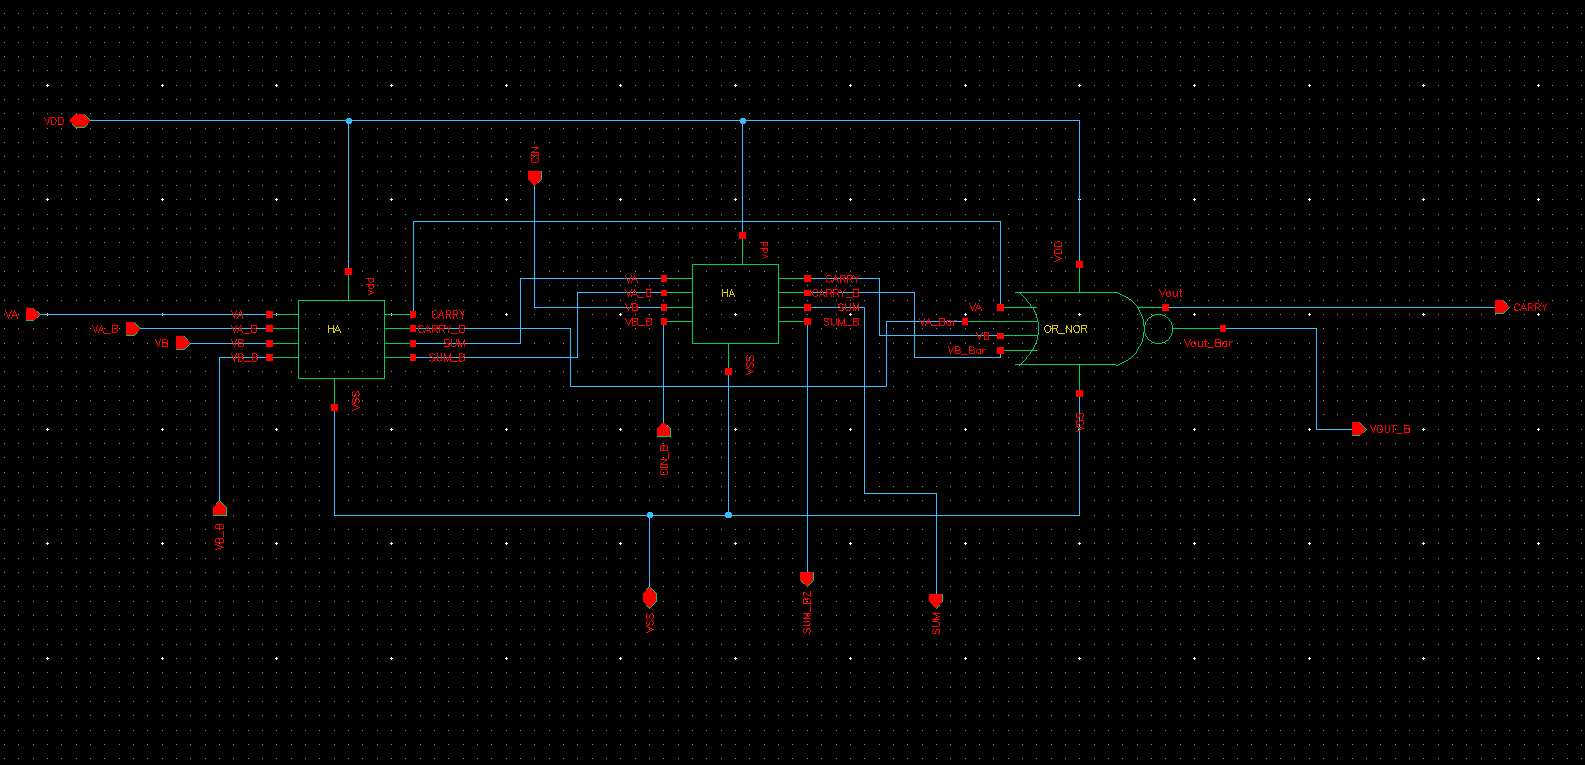 VDD
CIN
vdd
VDD
vdd
VA
VA_B
VB
VB_B
HA
CARRY
CARRY_B
SUM
SUM_B
VSS
VA
VA_B
VB
VA
VA_B
VB
VB_B
HA
CARRY
CARRY_B
SUM
SUM_B
VSS
VA
VA_Bar
VB
VB_Bar
OR_NOR
Vout
Vout_Bar
CARRY
VOUT_B
CIN_B
VB_B
VSS
SUM_B2
SUM